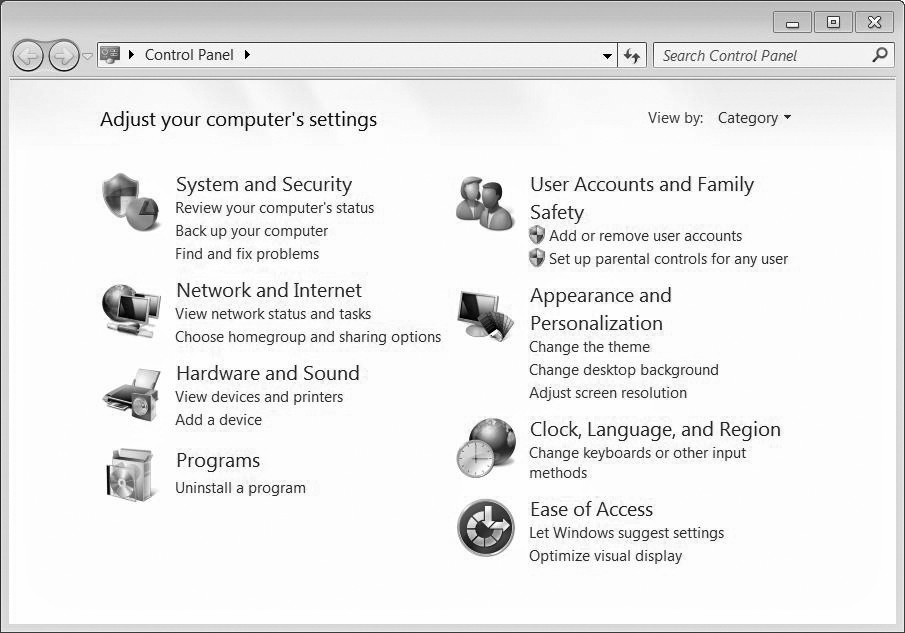 Control Panel
Search Control Panel
Adjust your computer's settings
View by: Category
System and Security
Review your computer's status
Back up your computer
Find and fix problems
Network and Internet
View network status and tasks
Choose homegroup and sharing options
Hardware and Sound
View devices and printers
Add a device
Programs
Uninstall a program
User Accounts and Family
Safety
Add or remove user accounts
Set up parental controls for any user
Appearance and
Personalization
Change the theme
Change desktop background
Adjust screen resolution
Clock, Language, and Region
Change keyboards or other input
methods
Ease of Access
Let Windows suggest settings
Optimize visual display